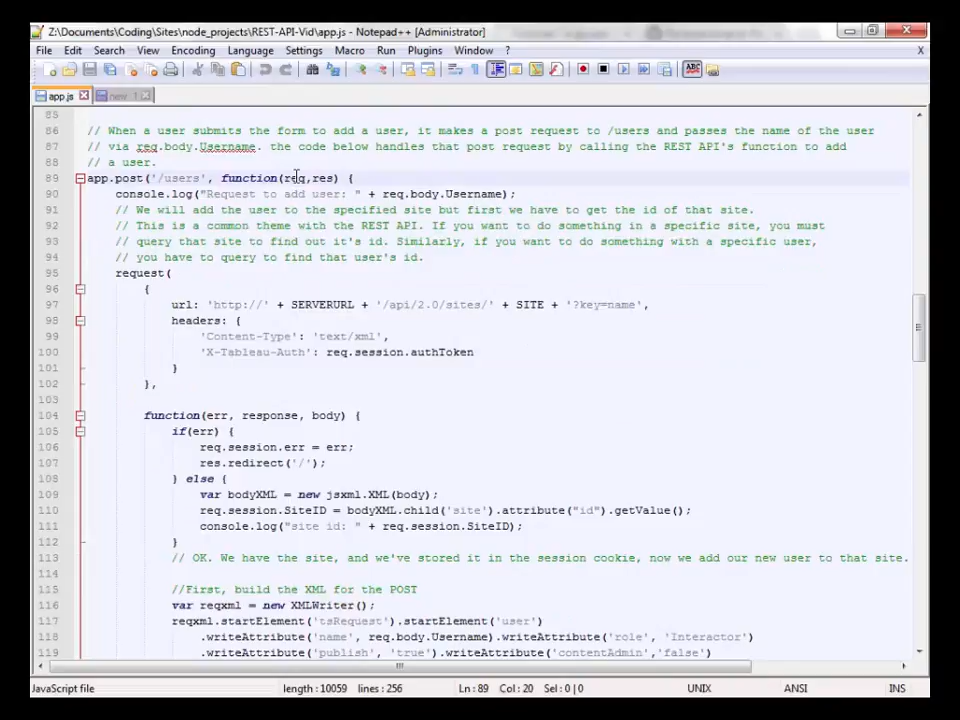 Z:\Documents\Coding\Sites\node_projects\REST-API-Vid\app.js - Notepad++ [Administrator]
File Edit Search View Encoding Language Settings Macro Run Plugins Window ? X
app.js new 1
85
86 // When a user submits the form to add a user, it makes a post request to /users and passes the name of the user
87 // via req.body.Username. the code below handles that post request by calling the REST API's function to add
88 // a user.
89 app.post('/users', function(req,res) {
90 console.log("Request to add user: " + req.body.Username);
91 // We will add the user to the specified site but first we have to get the id of that site.
92 // This is a common theme with the REST API. If you want to do something in a specific site, you must
93 // query that site to find out it's id. Similarly, if you want to do something with a specific user,
94 // you have to query to find that user's id.
95 request(
96 {
97 url: 'http://' + SERVERURL + '/api/2.0/sites/' + SITE + '?key=name',
98 headers: {
99 'Content-Type': 'text/xml',
100 'X-Tableau-Auth': req.session.authToken
101 }
102 },
103
104 function(err, response, body) {
105 if(err) {
106 req.session.err = err;
107 res.redirect('/');
108 } else {
109 var bodyXML = new jsxml.XML(body);
110 req.session.SiteID = bodyXML.child('site').attribute("id").getValue();
111 console.log("site id: " + req.session.SiteID);
112 }
113 // OK. We have the site, and we've stored it in the session cookie, now we add our new user to that site.
114
115 //First, build the XML for the POST
116 var reqxml = new XMLWriter();
117 reqxml.startElement('tsRequest').startElement('user')
118 .writeAttribute('name', req.body.Username).writeAttribute('role', 'Interactor')
119 .writeAttribute('publish', 'true').writeAttribute('contentAdmin','false')
JavaScript file length : 10059 lines : 256 Ln : 89 Col : 20 Sel : 0 | 0 UNIX ANSI INS